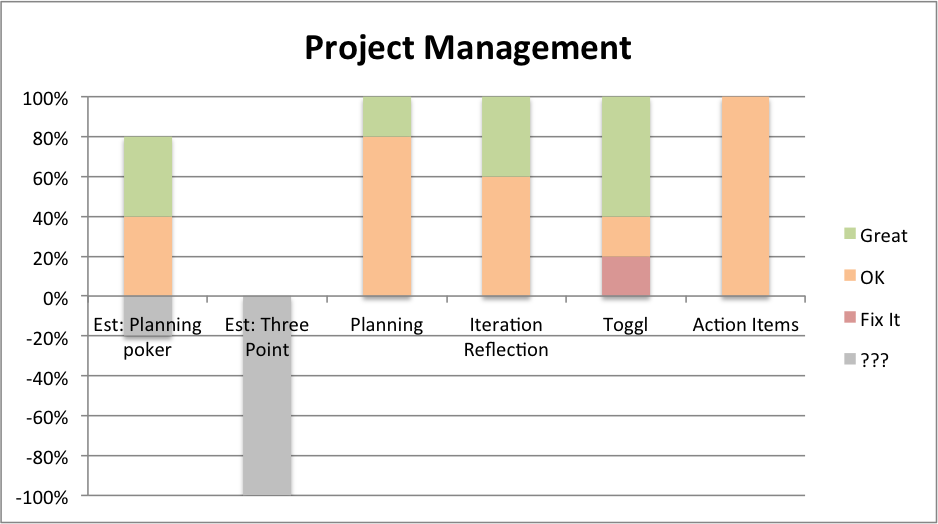 Project Management
100%
80%
60%
40%
20%
0%
-20%
-40%
-60%
-80%
-100%
Est: Planning
poker
Est: Three
Point
Planning
Iteration
Reflection
Toggl
Action Items
Great
OK
Fix It
???